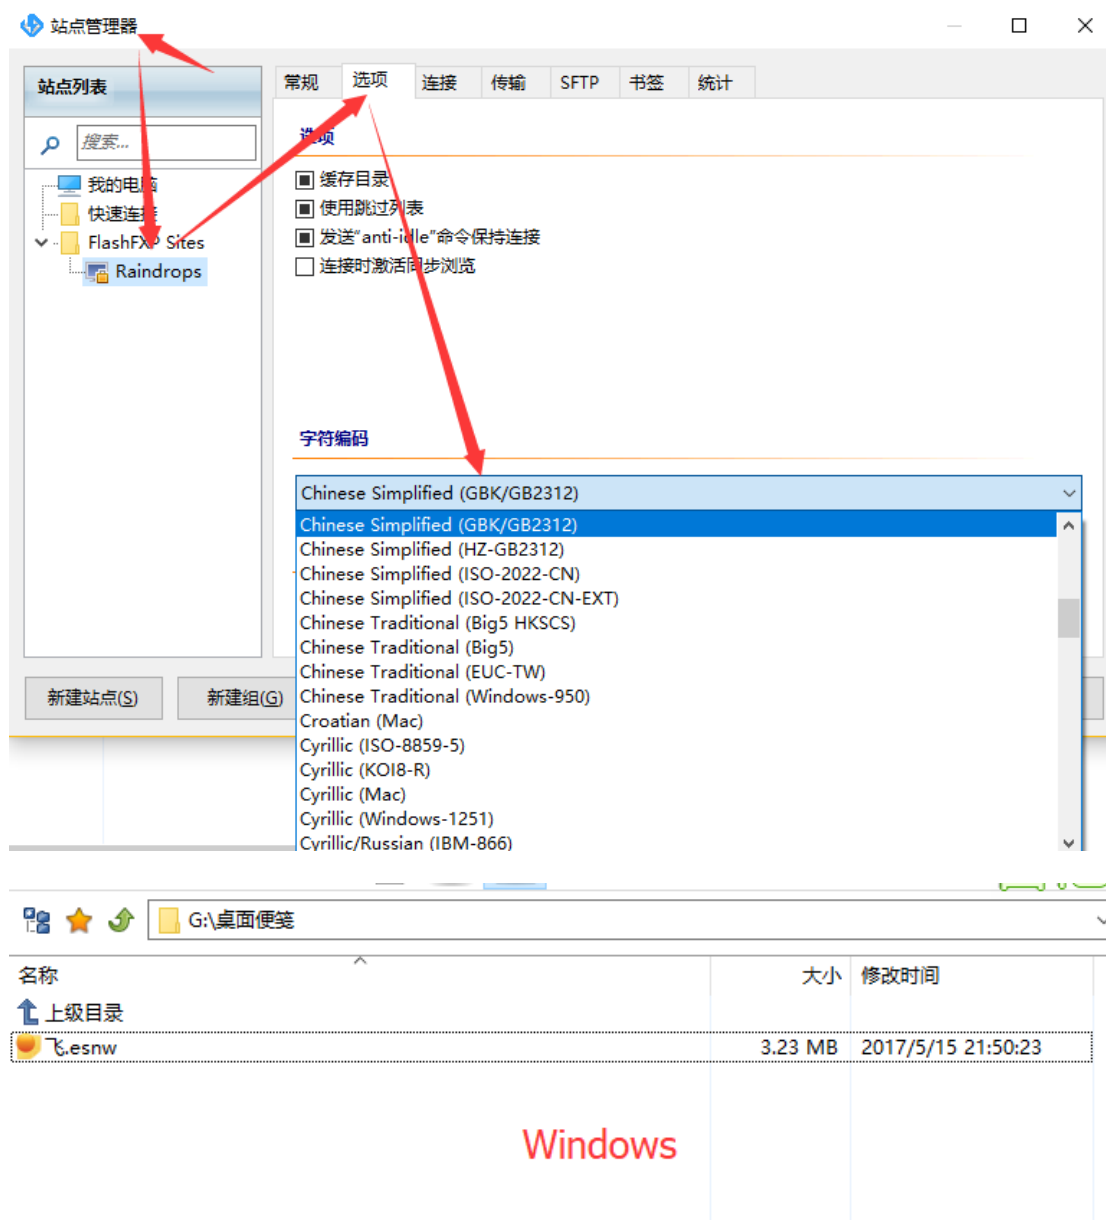 站点管理器
站点列表
搜索...
我的电脑
快速连接
FlashFXP Sites
Raindrops
常规 选项 连接 传输 SFTP 书签 统计
选项
缓存目录
使用跳过列表
发送"anti-idle"命令保持连接
连接时激活同步浏览
字符编码
Chinese Simplified (GBK/GB2312)
Chinese Simplified (GBK/GB2312)
Chinese Simplified (HZ-GB2312)
Chinese Simplified (ISO-2022-CN)
Chinese Simplified (ISO-2022-CN-EXT)
Chinese Traditional (Big5 HKSCS)
Chinese Traditional (Big5)
Chinese Traditional (EUC-TW)
Chinese Traditional (Windows-950)
Croatian (Mac)
Cyrillic (ISO-8859-5)
Cyrillic (KOI8-R)
Cyrillic (Mac)
Cyrillic (Windows-1251)
Cyrillic/Russian (IBM-866)
新建站点(S) 新建组(G)
G:\桌面便笺
名称 大小 修改时间
上级目录
飞.esnw 3.23 MB 2017/5/15 21:50:23
Windows